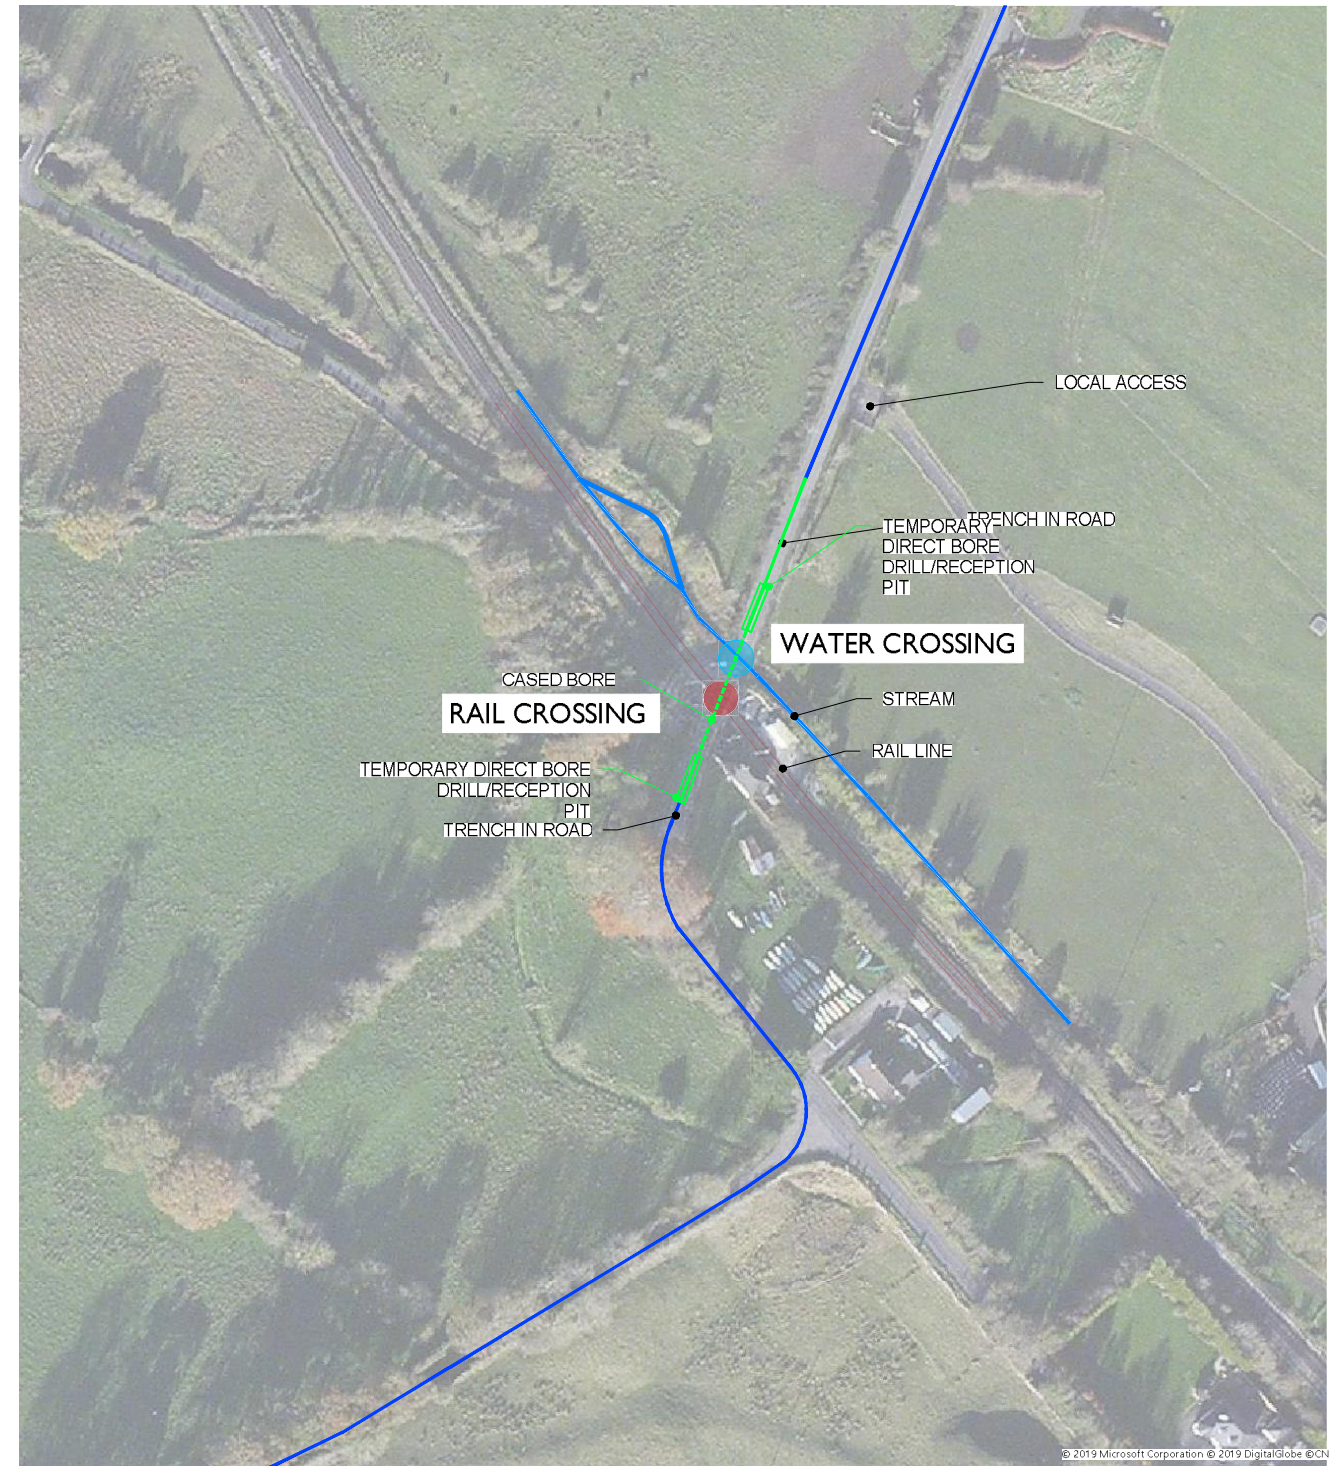 LOCAL ACCESS
TRENCH IN ROAD
TEMPORARY
DIRECT BORE
DRILL/RECEPTION
PIT
WATER CROSSING
CASED BORE
STREAM
RAIL CROSSING
RAIL LINE
TEMPORARY DIRECT BORE
DRILL/RECEPTION
PIT
TRENCH IN ROAD
© 2019 Microsoft Corporation © 2019 DigitalGlobe ©CN